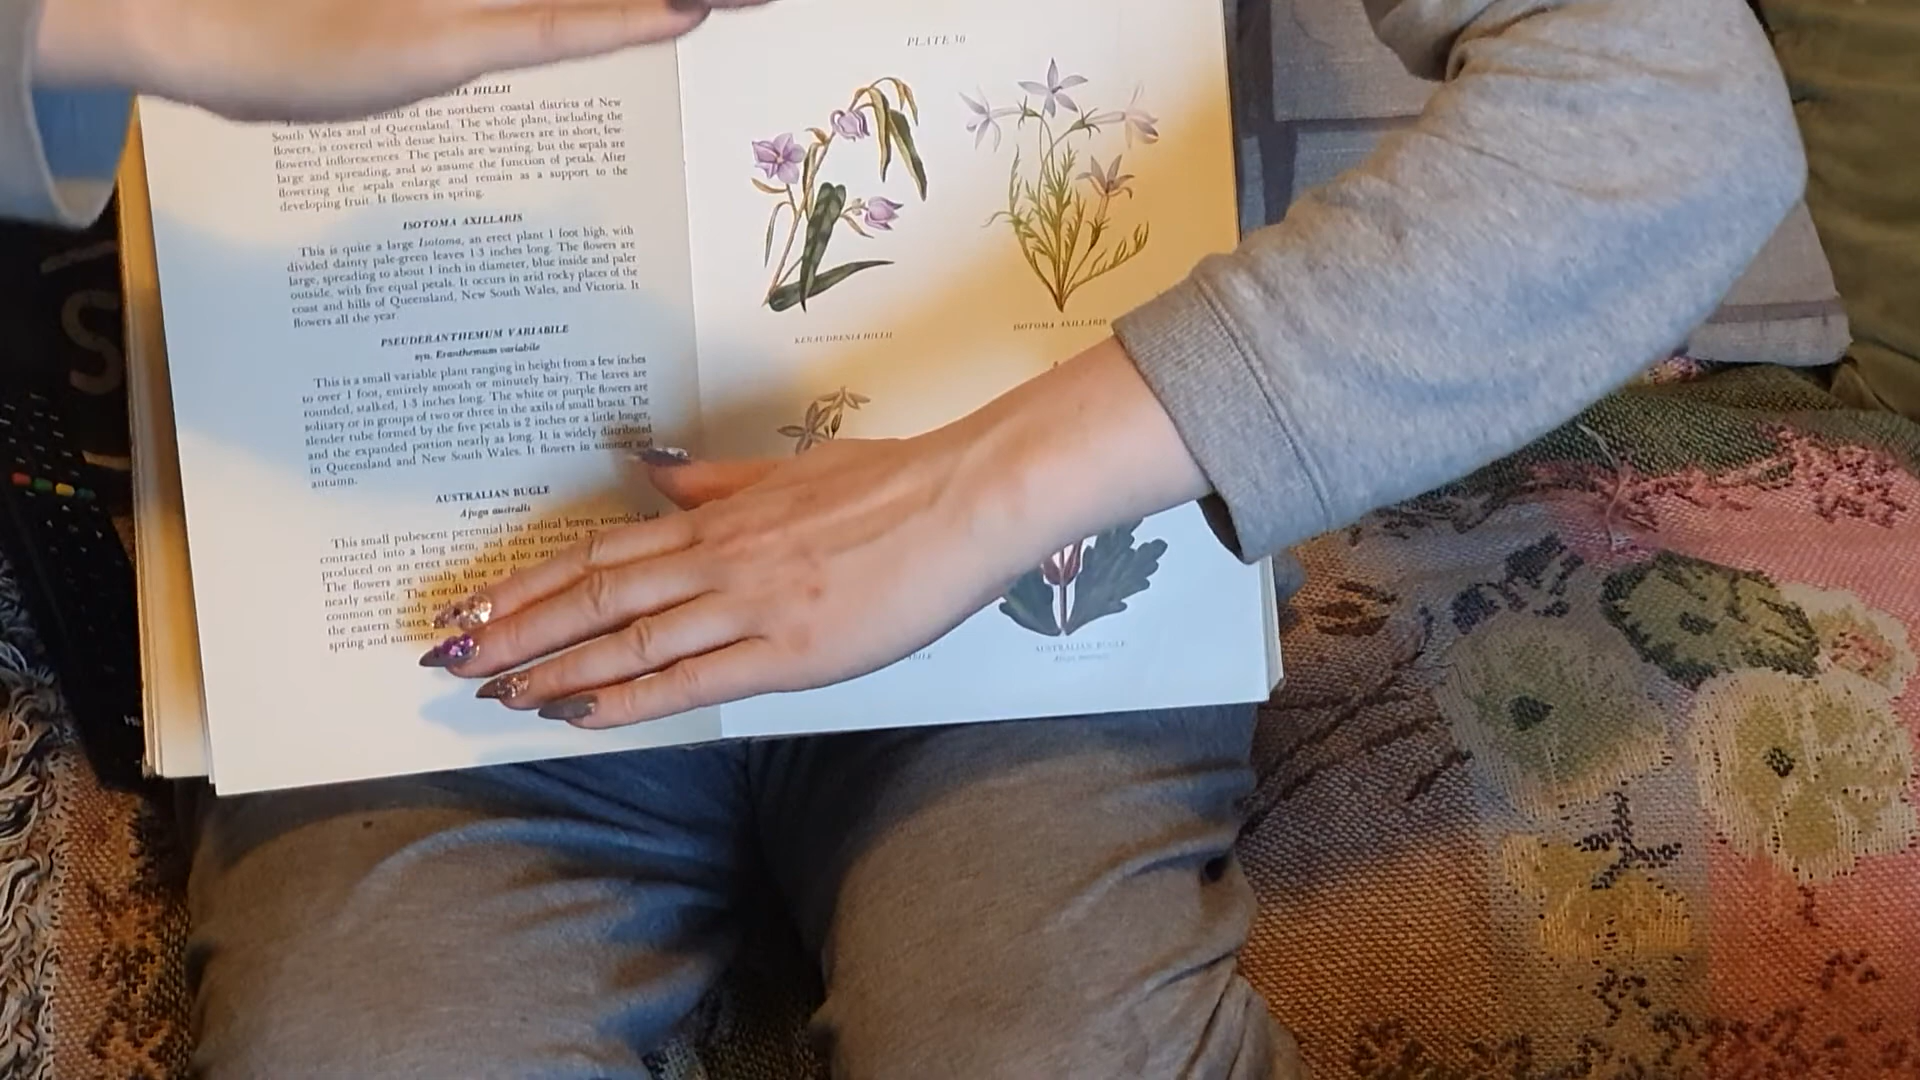 HILLII
of the northern coastal districts of New
South Wales and of Queensland. The whole plant, including the
flowers, is covered with dense hairs. The flowers are in short, few-
flowered inflorescences. The petals are wanting, but the sepals are
large and spreading, and so assume the function of petals. After
flowering the sepals enlarge and remain as a support to the
developing fruit. It flowers in spring.
ISOTOMA AXILLARIS
This is quite a large Isotoma, an erect plant 1 foot high, with
divided dainty pale-green leaves 1-3 inches long. The flowers are
large, spreading to about 1 inch in diameter, blue inside and paler
outside, with five equal petals. It occurs in arid rocky places of the
coast and hills of Queensland, New South Wales, and Victoria. It
flowers all the year.
PSEUDERANTHEMUM VARIABILE
syn. Eranthemum variabile
This is a small variable plant ranging in height from a few inches
to over 1 foot, entirely smooth or minutely hairy. The leaves are
rounded, stalked, 1-3 inches long. The white or purple flowers are
solitary or in groups of two or three in the axils of small bracts. The
slender tube formed by the five petals is 2 inches or a little longer,
and the expanded portion nearly as long. It is widely distributed
in Queensland and New South Wales. It flowers in summer and
autumn.
AUSTRALIAN BUGLE
Ajuga australis
This small pubescent perennial has radical leaves, rounded and
contracted into a long stem, and often toothed.
produced on an erect stem which also
The flowers are usually blue or
nearly sessile. The corolla
common on sandy and
the eastern States.
spring and summer.
PLATE 30
KERAUDRENIA HILLII
ISOTOMA AXILLARIS
AUSTRALIAN BUGLE
Ajuga australis